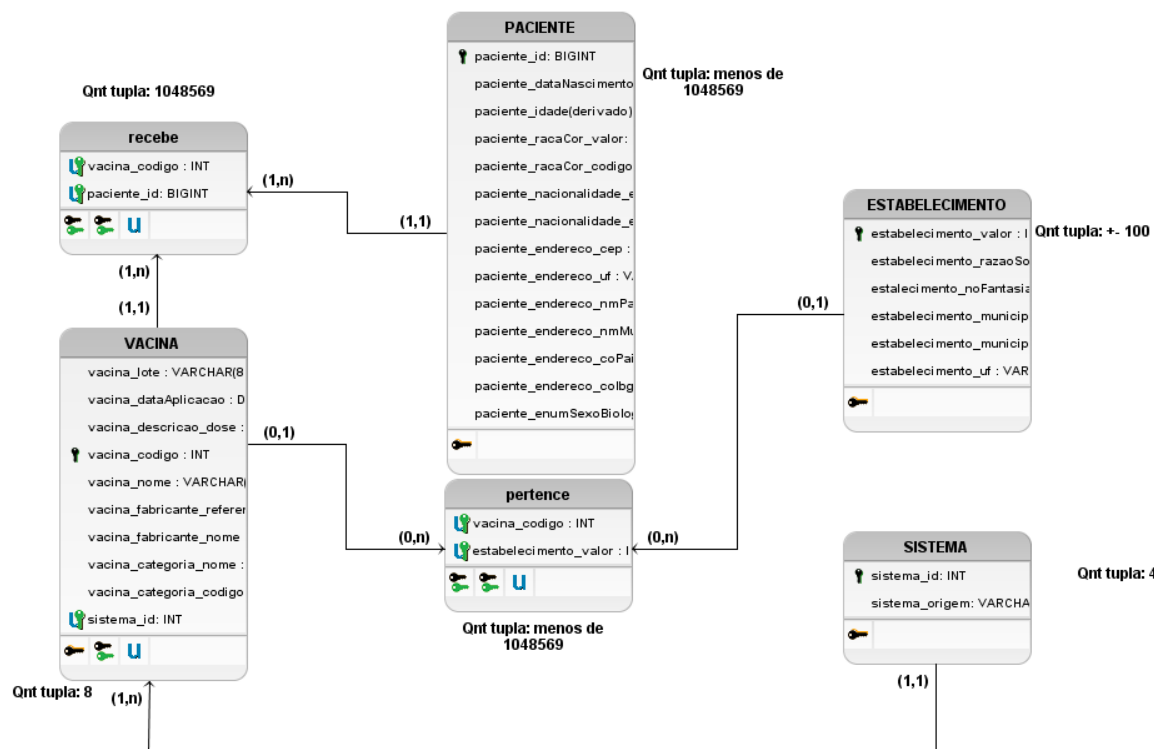 PACIENTE
paciente_id: BIGINT
paciente_dataNascimento
paciente_idade(derivado)
paciente_racaCor_valor:
paciente_racaCor_codigo
paciente_nacionalidade_e
paciente_nacionalidade_e
paciente_endereco_cep :
paciente_endereco_uf : V
paciente_endereco_nmPa
paciente_endereco_nmMu
paciente_endereco_coPai
paciente_endereco_coIbg
paciente_enumSexoBiolog
Qnt tupla: menos de
1048569
Qnt tupla: 1048569
recebe
vacina_codigo : INT
paciente_id: BIGINT
u
(1,n)
(1,1)
(1,n)
(1,1)
VACINA
vacina_lote : VARCHAR(8
vacina_dataAplicacao : D
vacina_descricao_dose :
vacina_codigo : INT
vacina_nome : VARCHAR(
vacina_fabricante_referer
vacina_fabricante_nome
vacina_categoria_nome :
vacina_categoria_codigo
sistema_id: INT
u
Qnt tupla: 8
(1,n)
(0,1)
(0,n)
pertence
vacina_codigo : INT
estabelecimento_valor : I
u
Qnt tupla: menos de
1048569
(0,n)
(0,1)
ESTABELECIMENTO
estabelecimento_valor : I
estabelecimento_razaoSo
estalecimento_noFantasia
estabelecimento_municip
estabelecimento_municip
estabelecimento_uf : VAR
Qnt tupla: +- 100
SISTEMA
sistema_id: INT
sistema_origem: VARCHA
Qnt tupla: 4
(1,1)